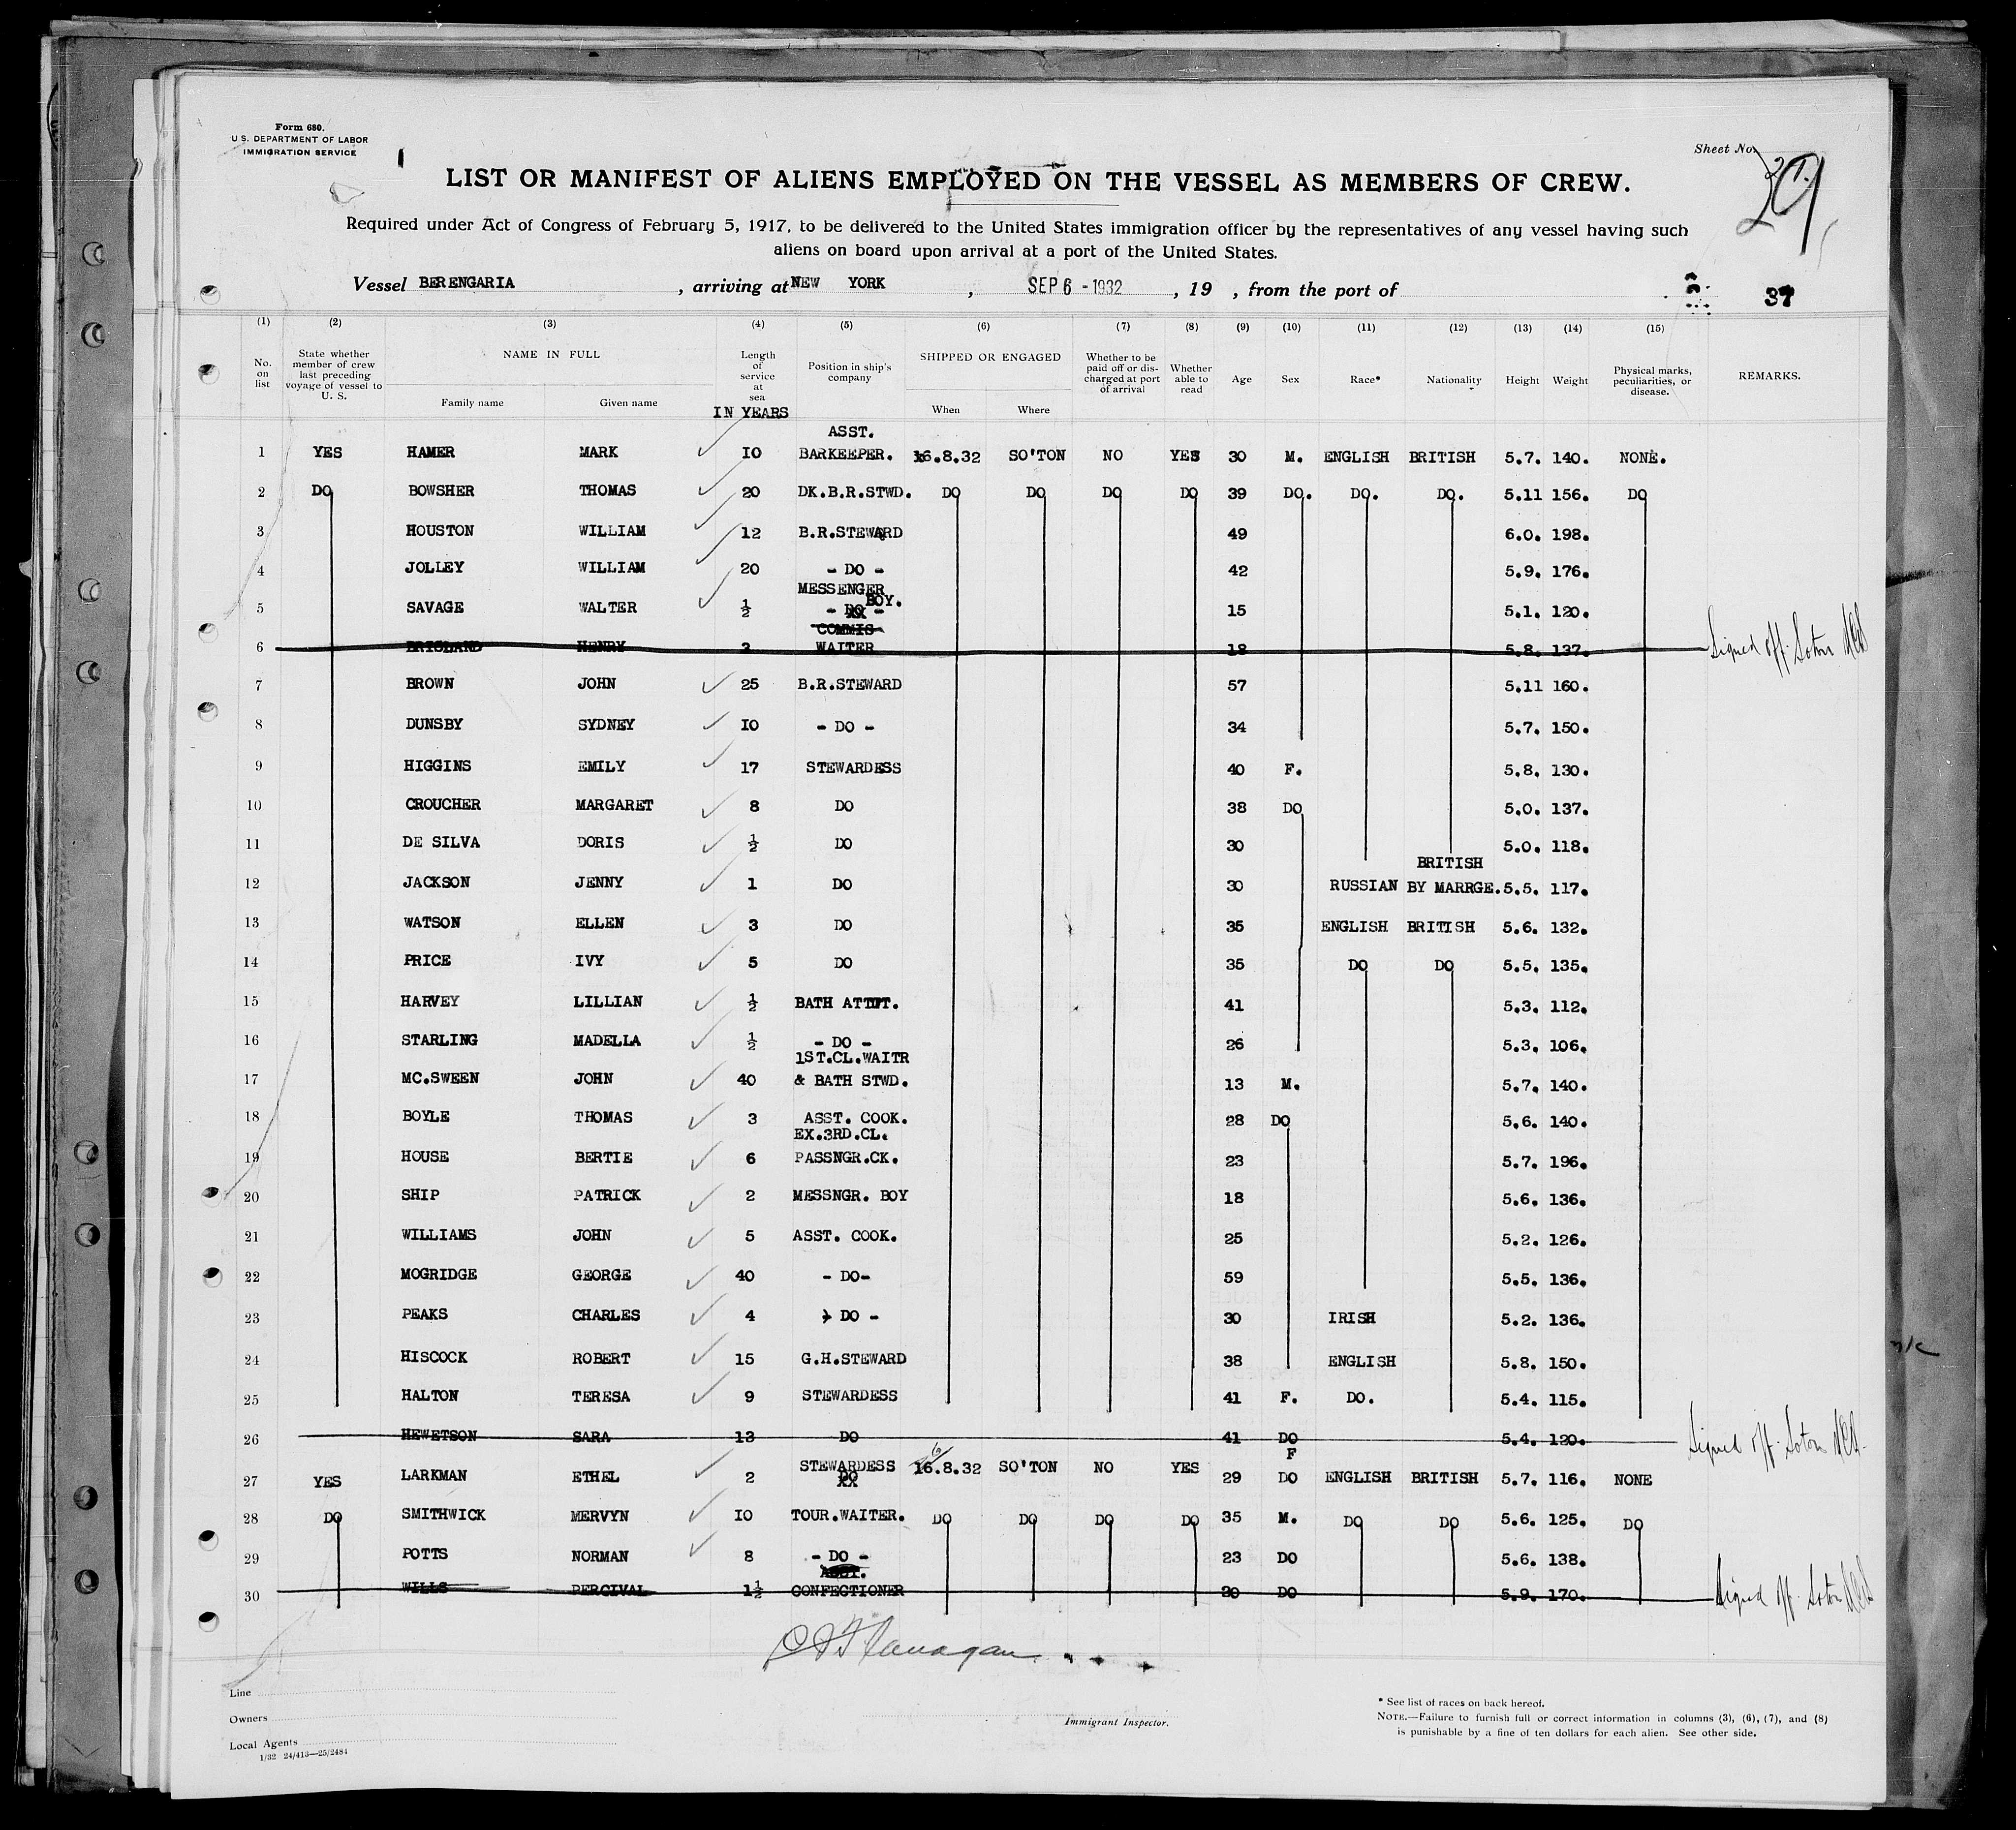 Form 680.
U. S. DEPARTMENT OF LABOR
IMMIGRATION SERVICE
Sheet No.
LIST OR MANIFEST OF ALIENS EMPLOYED ON THE VESSEL AS MEMBERS OF CREW.
Required under Act of Congress of February 5, 1917, to be delivered to the United States immigration officer by the representatives of any vessel having such
aliens on board upon arrival at a port of the United States.
Vessel BERENGARIA , arriving at NEW YORK , SEP 6 - 1932 , 19 , from the port of
(1) (2) (3) (4) (5) (6) (7) (8) (9) (10) (11) (12) (13) (14) (15)
No. on list State whether member of crew last preceding voyage of vessel to U. S. NAME IN FULL Family name Given name Length of service at sea IN YEARS Position in ship's company SHIPPED OR ENGAGED When Where Whether to be paid off or discharged at port of arrival Whether able to read Age Sex Race* Nationality Height Weight Physical marks, peculiarities, or disease. REMARKS.
1 YES HAMER MARK 10 ASST. BARKEEPER. 16.8.32 SO'TON NO YES 30 M. ENGLISH BRITISH 5.7. 140. NONE.
2 DO BOWSHER THOMAS 20 DK.B.R.STWD. DO DO DO DO 39 DO. DO. DO. 5.11 156. DO
3 HOUSTON WILLIAM 12 B.R.STEWARD 49 6.0. 198.
4 JOLLEY WILLIAM 20 - DO - 42 5.9. 176.
5 SAVAGE WALTER ½ MESSENGER BOY. - DO - 15 5.1. 120.
6 BRISLAND HENRY COMMIS WAITER 18 5.8. 137. Signed off Soton
7 BROWN JOHN 25 B.R.STEWARD 57 5.11 160.
8 DUNSBY SYDNEY 10 - DO - 34 5.7. 150.
9 HIGGINS EMILY 17 STEWARDESS 40 F. 5.8. 130.
10 CROUCHER MARGARET 8 DO 38 DO 5.0. 137.
11 DE SILVA DORIS ½ DO 30 5.0. 118.
12 JACKSON JENNY 1 DO 30 RUSSIAN BRITISH BY MARRGE. 5.5. 117.
13 WATSON ELLEN 3 DO 35 ENGLISH BRITISH 5.6. 132.
14 PRICE IVY 5 DO 35 DO DO 5.5. 135.
15 HARVEY LILLIAN ½ BATH ATTDT. 41 5.3. 112.
16 STARLING MADELLA ½ - DO - 26 5.3. 106.
17 MC.SWEEN JOHN 40 1ST.CL.WAITR & BATH STWD. 13 M. 5.7. 140.
18 BOYLE THOMAS 3 ASST. COOK. 28 DO 5.6. 140.
19 HOUSE BERTIE 6 EX.3RD.CL. PASSNGR.CK. 23 5.7. 196.
20 SHIP PATRICK 2 MESSNGR. BOY 18 5.6. 136.
21 WILLIAMS JOHN 5 ASST. COOK. 25 5.2. 126.
22 MOGRIDGE GEORGE 40 - DO- 59 5.5. 136.
23 PEAKS CHARLES 4 - DO - 30 IRISH 5.2. 136.
24 HISCOCK ROBERT 15 G.H.STEWARD 38 ENGLISH 5.8. 150.
25 HALTON TERESA 9 STEWARDESS 41 F. DO. 5.4. 115.
26 HEWETSON SARA 13 DO 41 DO 5.4. 120. Signed off Soton
27 YES LARKMAN ETHEL 2 STEWARDESS DO 16.8.32 SO'TON NO YES 29 F DO ENGLISH BRITISH 5.7. 116. NONE
28 DO SMITHWICK MERVYN 10 TOUR.WAITER. DO DO DO DO 35 M. DO DO 5.6. 125. DO
29 POTTS NORMAN 8 - DO - 23 DO 5.6. 138.
30 WILLS PERCIVAL 1½ ASST. CONFECTIONER 20 DO 5.9. 170. Signed off Soton
Flanagan
Line
Owners
Local Agents
1/32 24/413—25/2484
Immigrant Inspector.
* See list of races on back hereof.
NOTE.—Failure to furnish full or correct information in columns (3), (6), (7), and (8)
is punishable by a fine of ten dollars for each alien. See other side.